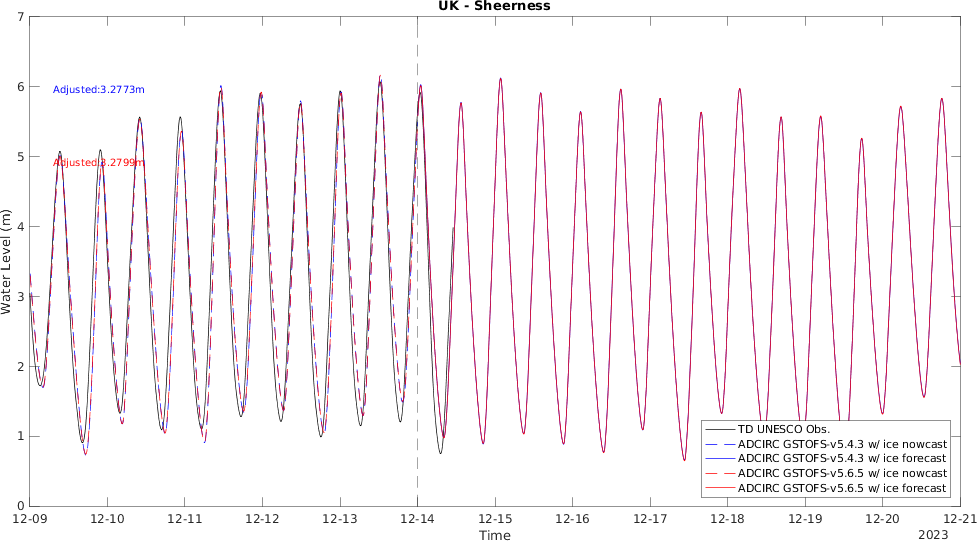 UK - Sheerness
7
6
5
4
3
2
1
0
Water Level (m)
Adjusted:3.2773m
Adjusted:3.2799m
TD UNESCO Obs.
ADCIRC GSTOFS-v5.4.3 w/ ice nowcast
ADCIRC GSTOFS-v5.4.3 w/ ice forecast
ADCIRC GSTOFS-v5.6.5 w/ ice nowcast
ADCIRC GSTOFS-v5.6.5 w/ ice forecast
12-09 12-10 12-11 12-12 12-13 12-14 12-15 12-16 12-17 12-18 12-19 12-20 12-21
Time
2023